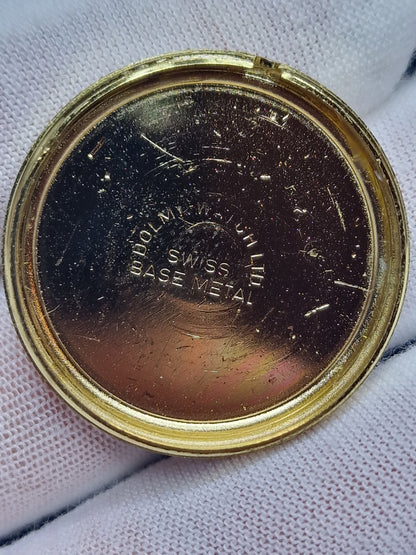 DOLMY WATCH LTD.
SWISS
BASE METAL